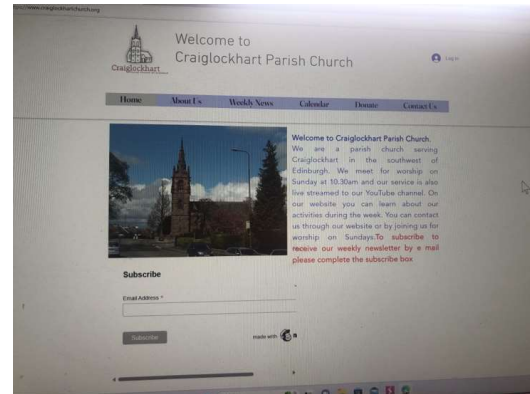 www.craiglockhartchurch.org
Welcome to
Craiglockhart Parish Church
Craiglockhart
Log In
Home About Us Weekly News Calendar Donate Contact Us
Welcome to Craiglockhart Parish Church.
We are a parish church serving
Craiglockhart in the southwest of
Edinburgh. We meet for worship on
Sunday at 10.30am and our service is also
live streamed to our YouTube channel. On
our website you can learn about our
activities during the week. You can contact
us through our website or by joining us for
worship on Sundays.To subscribe to
receive our weekly newsletter by e mail
please complete the subscribe box
Subscribe
Email Address *
Subscribe
made with